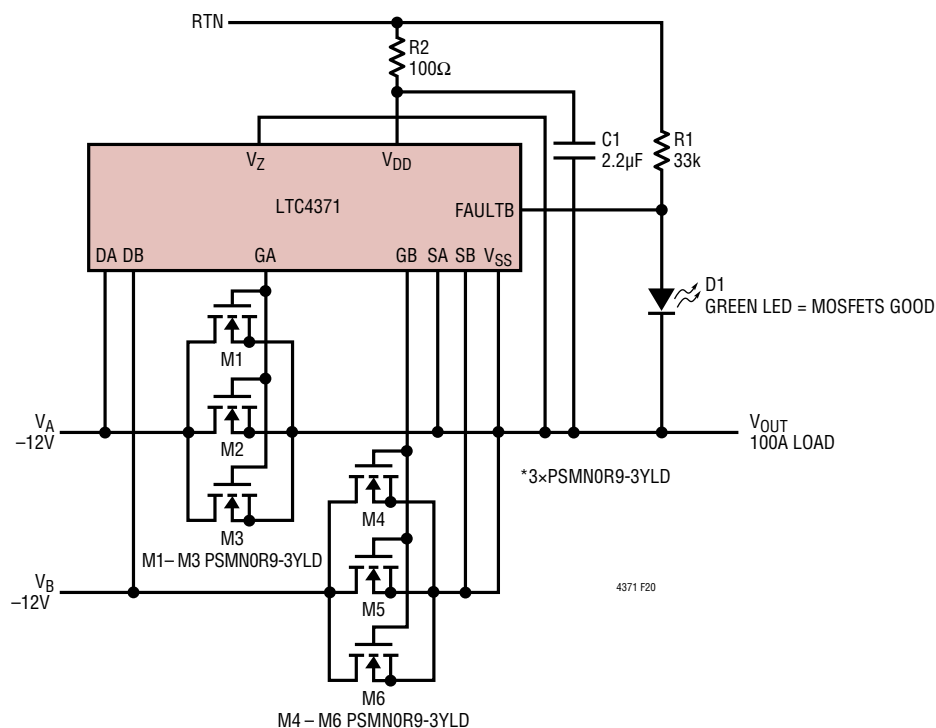 RTN
R2
100Ω
C1
2.2µF
R1
33k
VZ
VDD
LTC4371
FAULTB
DA DB GA GB SA SB VSS
D1
GREEN LED = MOSFETS GOOD
M1
VA
–12V
M2
VOUT
100A LOAD
*3×PSMN0R9-3YLD
M3
M4
M1– M3 PSMN0R9-3YLD
VB
–12V
M5
4371 F20
M6
M4 – M6 PSMN0R9-3YLD